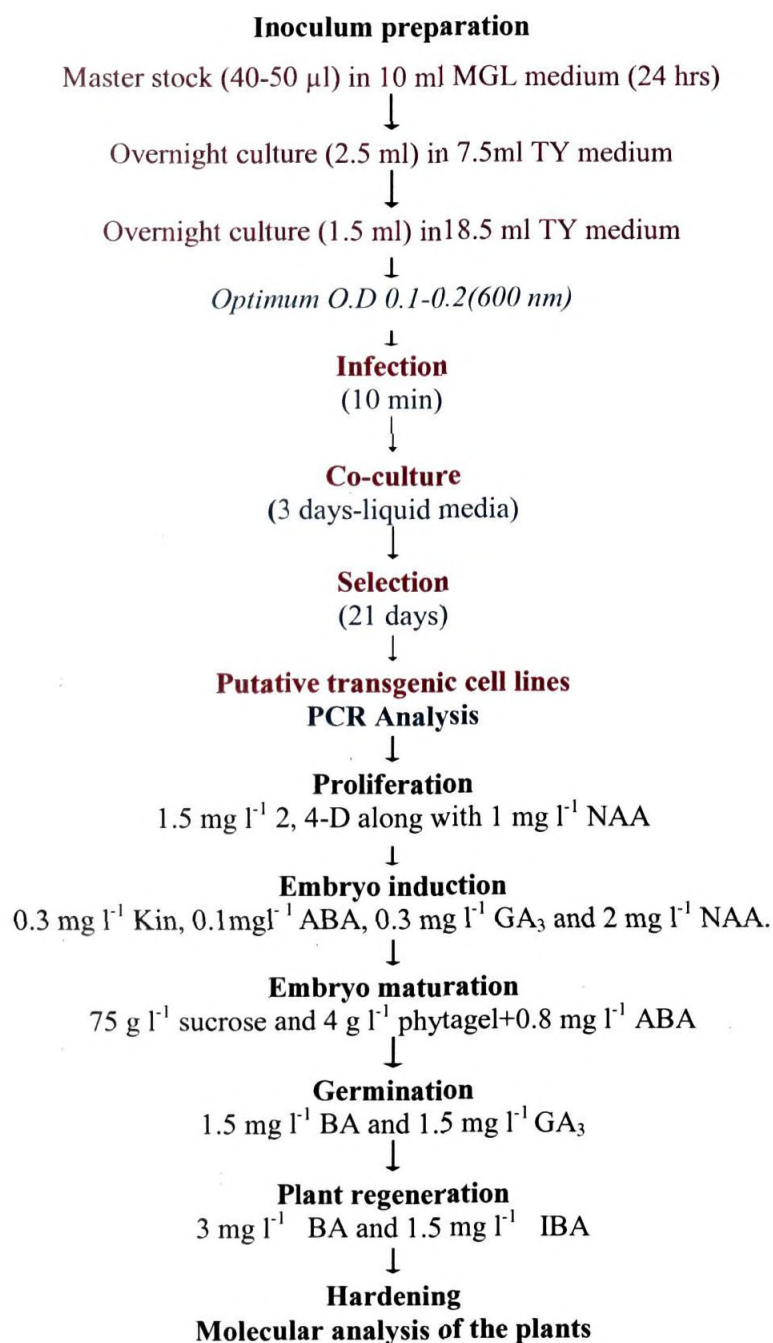 Inoculum preparation
Master stock (40-50 µl) in 10 ml MGL medium (24 hrs)
Overnight culture (2.5 ml) in 7.5ml TY medium
Overnight culture (1.5 ml) in18.5 ml TY medium
Optimum O.D 0.1-0.2(600 nm)
Infection
(10 min)
Co-culture
(3 days-liquid media)
Selection
(21 days)
Putative transgenic cell lines
PCR Analysis
Proliferation
1.5 mg l⁻¹ 2, 4-D along with 1 mg l⁻¹ NAA
Embryo induction
0.3 mg l⁻¹ Kin, 0.1mgl⁻¹ ABA, 0.3 mg l⁻¹ GA₃ and 2 mg l⁻¹ NAA.
Embryo maturation
75 g l⁻¹ sucrose and 4 g l⁻¹ phytagel+0.8 mg l⁻¹ ABA
Germination
1.5 mg l⁻¹ BA and 1.5 mg l⁻¹ GA₃
Plant regeneration
3 mg l⁻¹ BA and 1.5 mg l⁻¹ IBA
Hardening
Molecular analysis of the plants